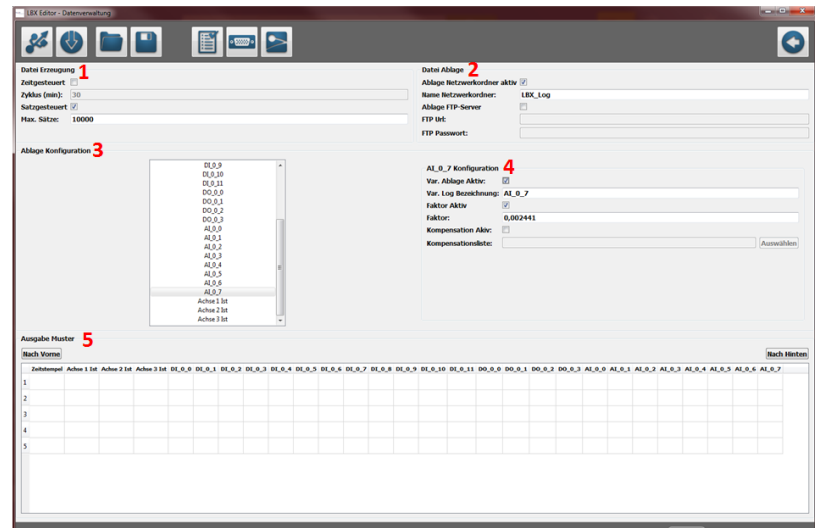 LBX Editor - Datenverwaltung
Datei Erzeugung 1
Zeitgesteuert
Zyklus (min): 30
Satzgesteuert
Max. Sätze: 10000
Datei Ablage 2
Ablage Netzwerkordner aktiv
Name Netzwerkordner: LBX_Log
Ablage FTP-Server
FTP Url:
FTP Passwort:
Ablage Konfiguration 3
DI_0_9
DI_0_10
DI_0_11
DO_0_0
DO_0_1
DO_0_2
DO_0_3
AI_0_0
AI_0_1
AI_0_2
AI_0_3
AI_0_4
AI_0_5
AI_0_6
AI_0_7
Achse 1 Ist
Achse 2 Ist
Achse 3 Ist
AI_0_7 Konfiguration 4
Var. Ablage Aktiv:
Var. Log Bezeichnung: AI_0_7
Faktor Aktiv
Faktor: 0,002441
Kompensation Akiv:
Kompensationsliste: Auswählen
Ausgabe Muster 5
Nach Vorne Nach Hinten
Zeitstempel Achse 1 Ist Achse 2 Ist Achse 3 Ist DI_0_0 DI_0_1 DI_0_2 DI_0_3 DI_0_4 DI_0_5 DI_0_6 DI_0_7 DI_0_8 DI_0_9 DI_0_10 DI_0_11 DO_0_0 DO_0_1 DO_0_2 DO_0_3 AI_0_0 AI_0_1 AI_0_2 AI_0_3 AI_0_4 AI_0_5 AI_0_6 AI_0_7
1
2
3
4
5